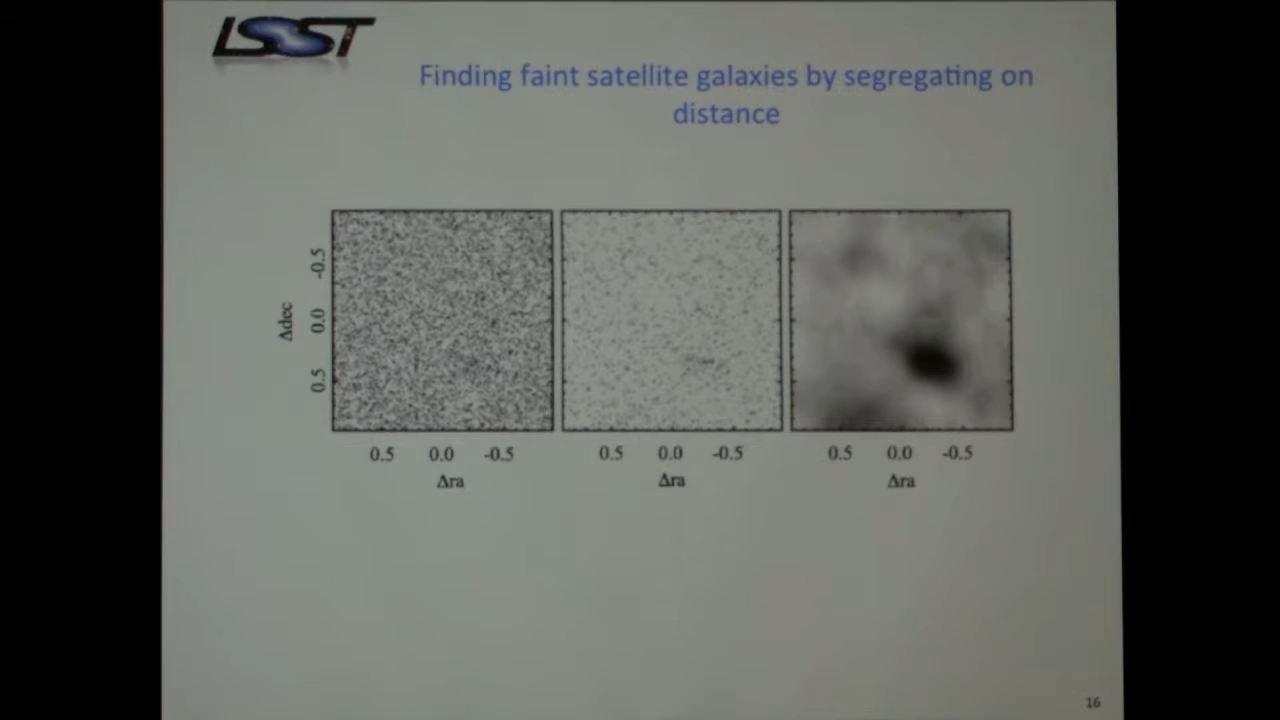 LSST
Finding faint satellite galaxies by segregating on
distance
Δdec
-0.5
0.0
0.5
0.5 0.0 -0.5
Δra
0.5 0.0 -0.5
Δra
0.5 0.0 -0.5
Δra
16